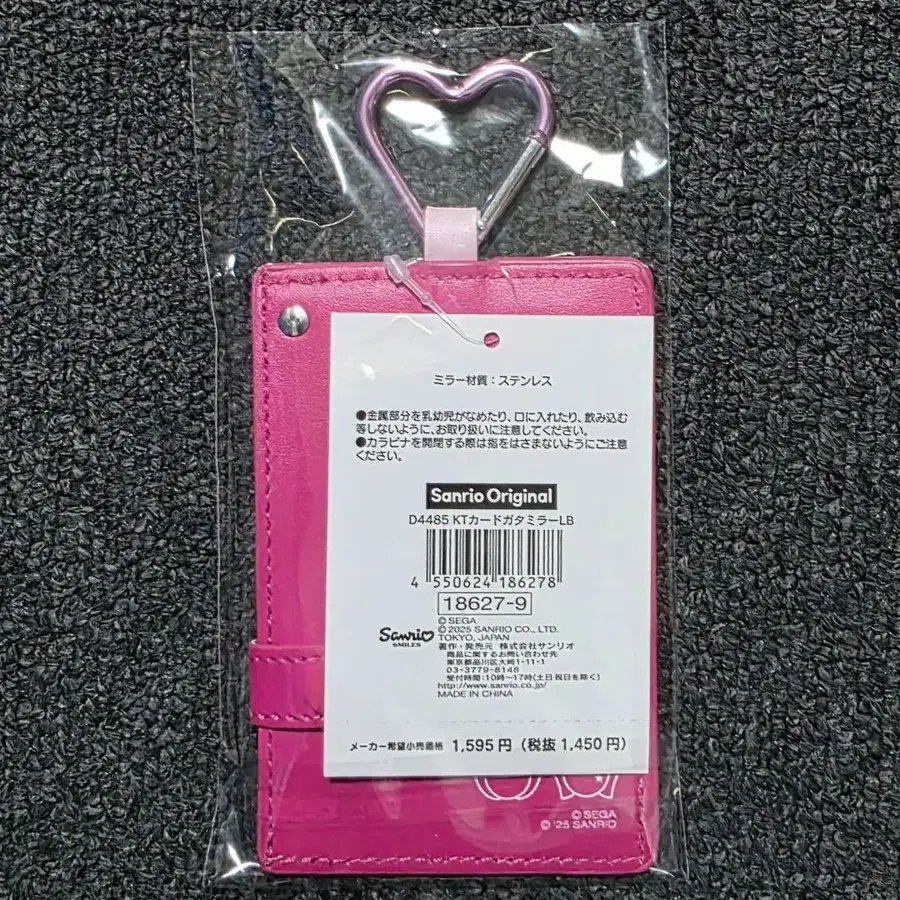 ミラー材質：ステンレス
●金属部分を乳幼児がなめたり、口に入れたり、飲み込む
等しないように、お取り扱いに注意してください。
●カラビナを開閉する際は指をはさまないようにご注意
ください。
Sanrio Original
D4485 KTカードガタミラーLB
4 550624 186278
18627-9
© SEGA
© 2025 SANRIO CO., LTD.
TOKYO, JAPAN
Sanrio
SMILES
著作・発売元 株式会社サンリオ
商品に関するお問い合わせ先
東京都品川区大崎1-11-1
03-3779-8148
受付時間:10時～17時(土日祝日を除く)
http://www.sanrio.co.jp/
MADE IN CHINA
メーカー希望小売価格 1,595円（税抜1,450円）
© SEGA
© '25 SANRIO